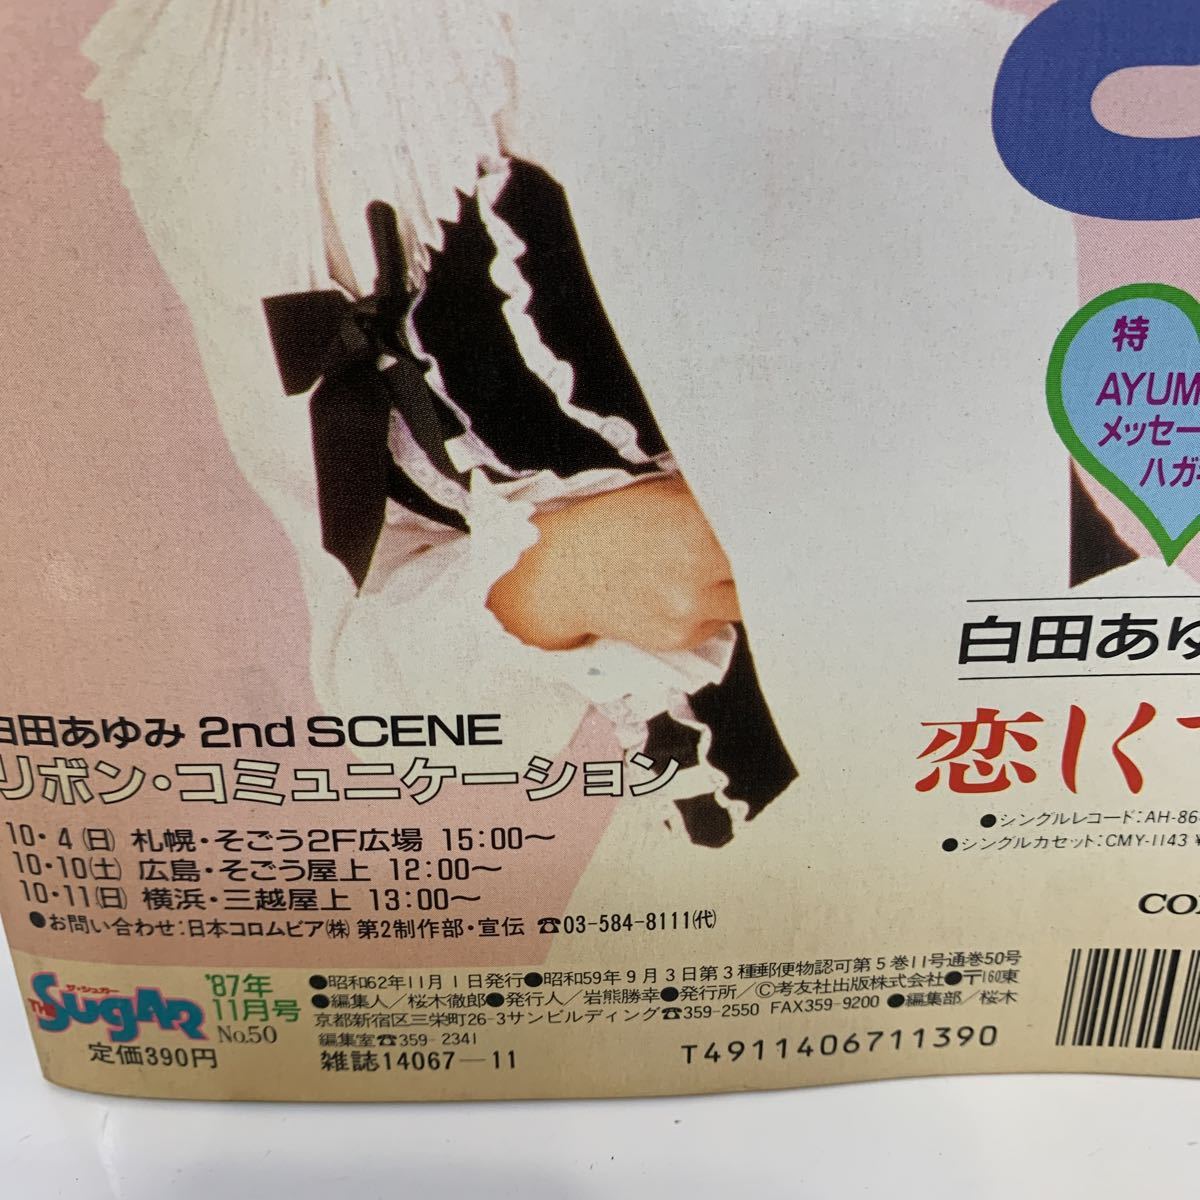 特
AYUM
メッセー
ハガキ
白田あゆ
恋して
●シングルレコード:AH-86
●シングルカセット:CMY-1143 ¥
白田あゆみ 2nd SCENE
リボン・コミュニケーション
10・4(日) 札幌・そごう2F広場 15:00〜
10・10(土) 広島・そごう屋上 12:00〜
10・11(日) 横浜・三越屋上 13:00〜
●お問い合わせ:日本コロムビア㈱ 第2制作部・宣伝 ☎03-584-8111㈹
ザ・シュガー
THE SugAR
'87年
11月号
No.50
定価390円
●昭和62年11月1日発行●昭和59年9月3日第3種郵便物認可第5巻11号通巻50号
●編集人/桜木徹郎●発行人/岩熊勝幸●発行所/©考友社出版株式会社●〒160東
京都新宿区三栄町26-3サンビルディング☎359-2550 FAX359-9200 ●編集部/桜木
編集室☎359-2341
雑誌14067-11
T4911406711390